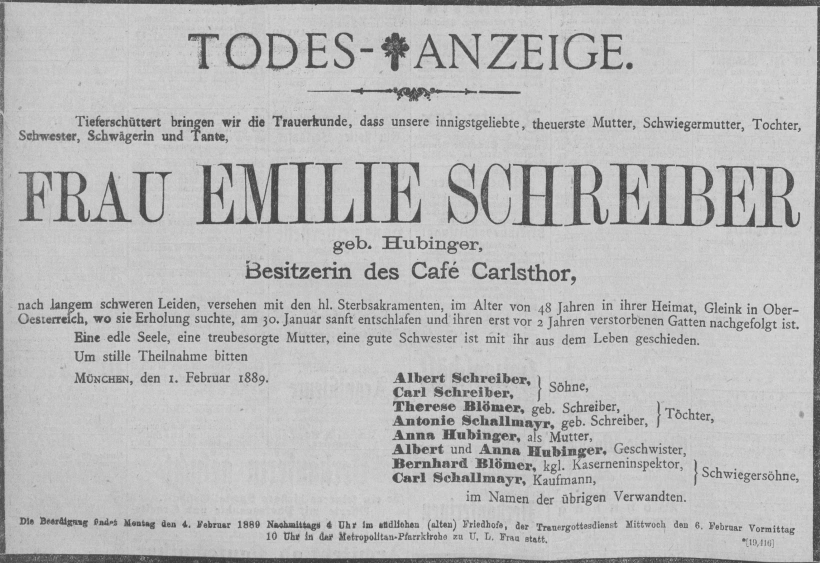 TODES-ANZEIGE.
Tieferschüttert bringen wir die Trauerkunde, dass unsere innigstgeliebte, theuerste Mutter, Schwiegermutter, Tochter,
Schwester, Schwägerin und Tante,
FRAU EMILIE SCHREIBER
geb. Hubinger,
Besitzerin des Café Carlsthor,
nach langem schweren Leiden, versehen mit den hl. Sterbsakramenten, im Alter von 48 Jahren in ihrer Heimat, Gleink in Ober-
Oesterreich, wo sie Erholung suchte, am 30. Januar sanft entschlafen und ihren erst vor 2 Jahren verstorbenen Gatten nachgefolgt ist.
Eine edle Seele, eine treubesorgte Mutter, eine gute Schwester ist mit ihr aus dem Leben geschieden.
Um stille Theilnahme bitten
MÜNCHEN, den 1. Februar 1889.
Albert Schreiber,
Carl Schreiber, } Söhne,
Therese Blömer, geb. Schreiber,
Antonie Schallmayr, geb. Schreiber, } Töchter,
Anna Hubinger, als Mutter,
Albert und Anna Hubinger, Geschwister,
Bernhard Blömer, kgl. Kaserneninspektor,
Carl Schallmayr, Kaufmann, } Schwiegersöhne,
im Namen der übrigen Verwandten.
Die Beerdigung findet Montag den 4. Februar 1889 Nachmittags 4 Uhr im südlichen (alten) Friedhofe, der Trauergottesdienst Mittwoch den 6. Februar Vormittag
10 Uhr in der Metropolitan-Pfarrkirche zu U. L. Frau statt. *[19,116]